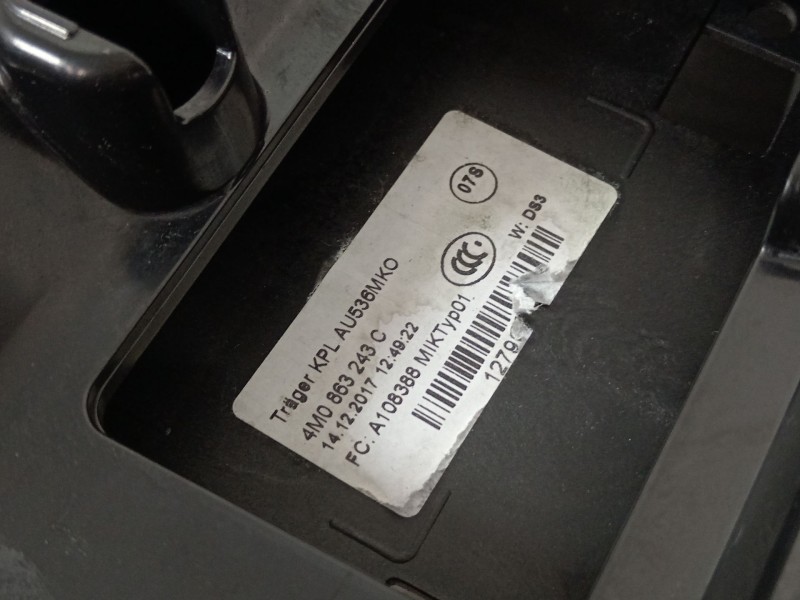 07S
Träger KPL AU536MKO
4M0 863 243 C
14.12.2017 12:49:22
FC: A108388 MIKTyp01
W: DS3
1279